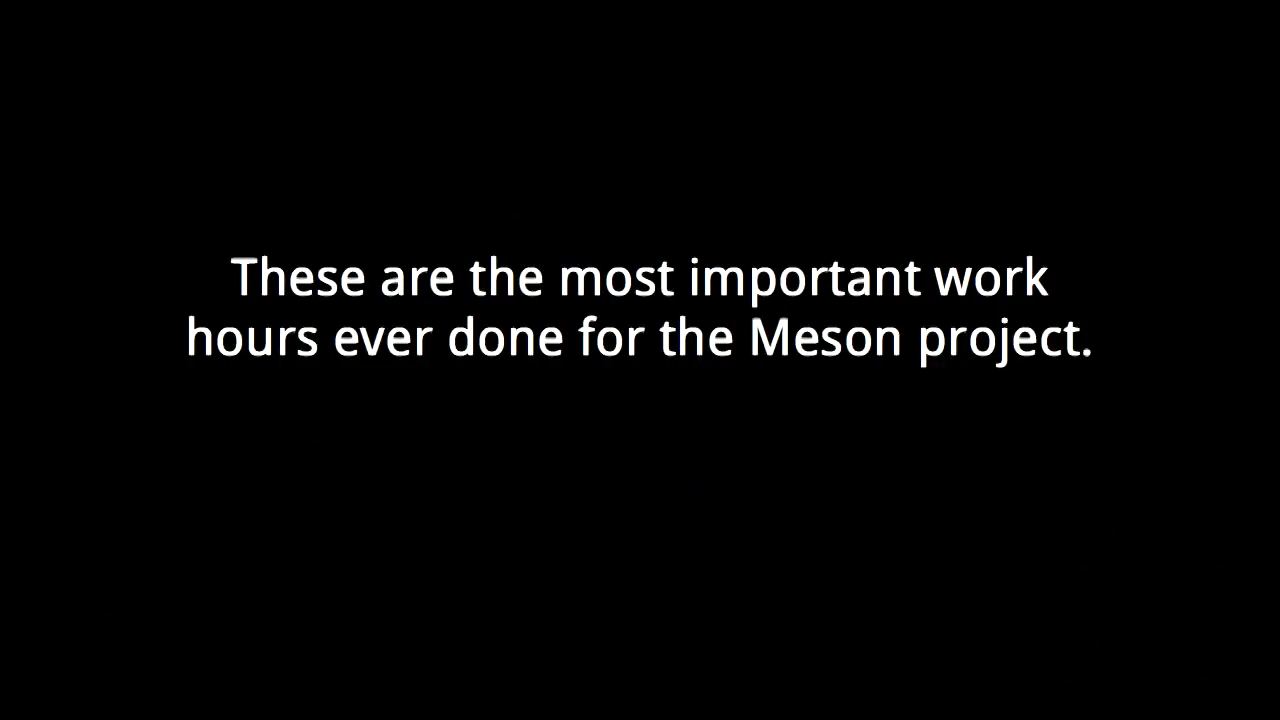 These are the most important work
hours ever done for the Meson project.